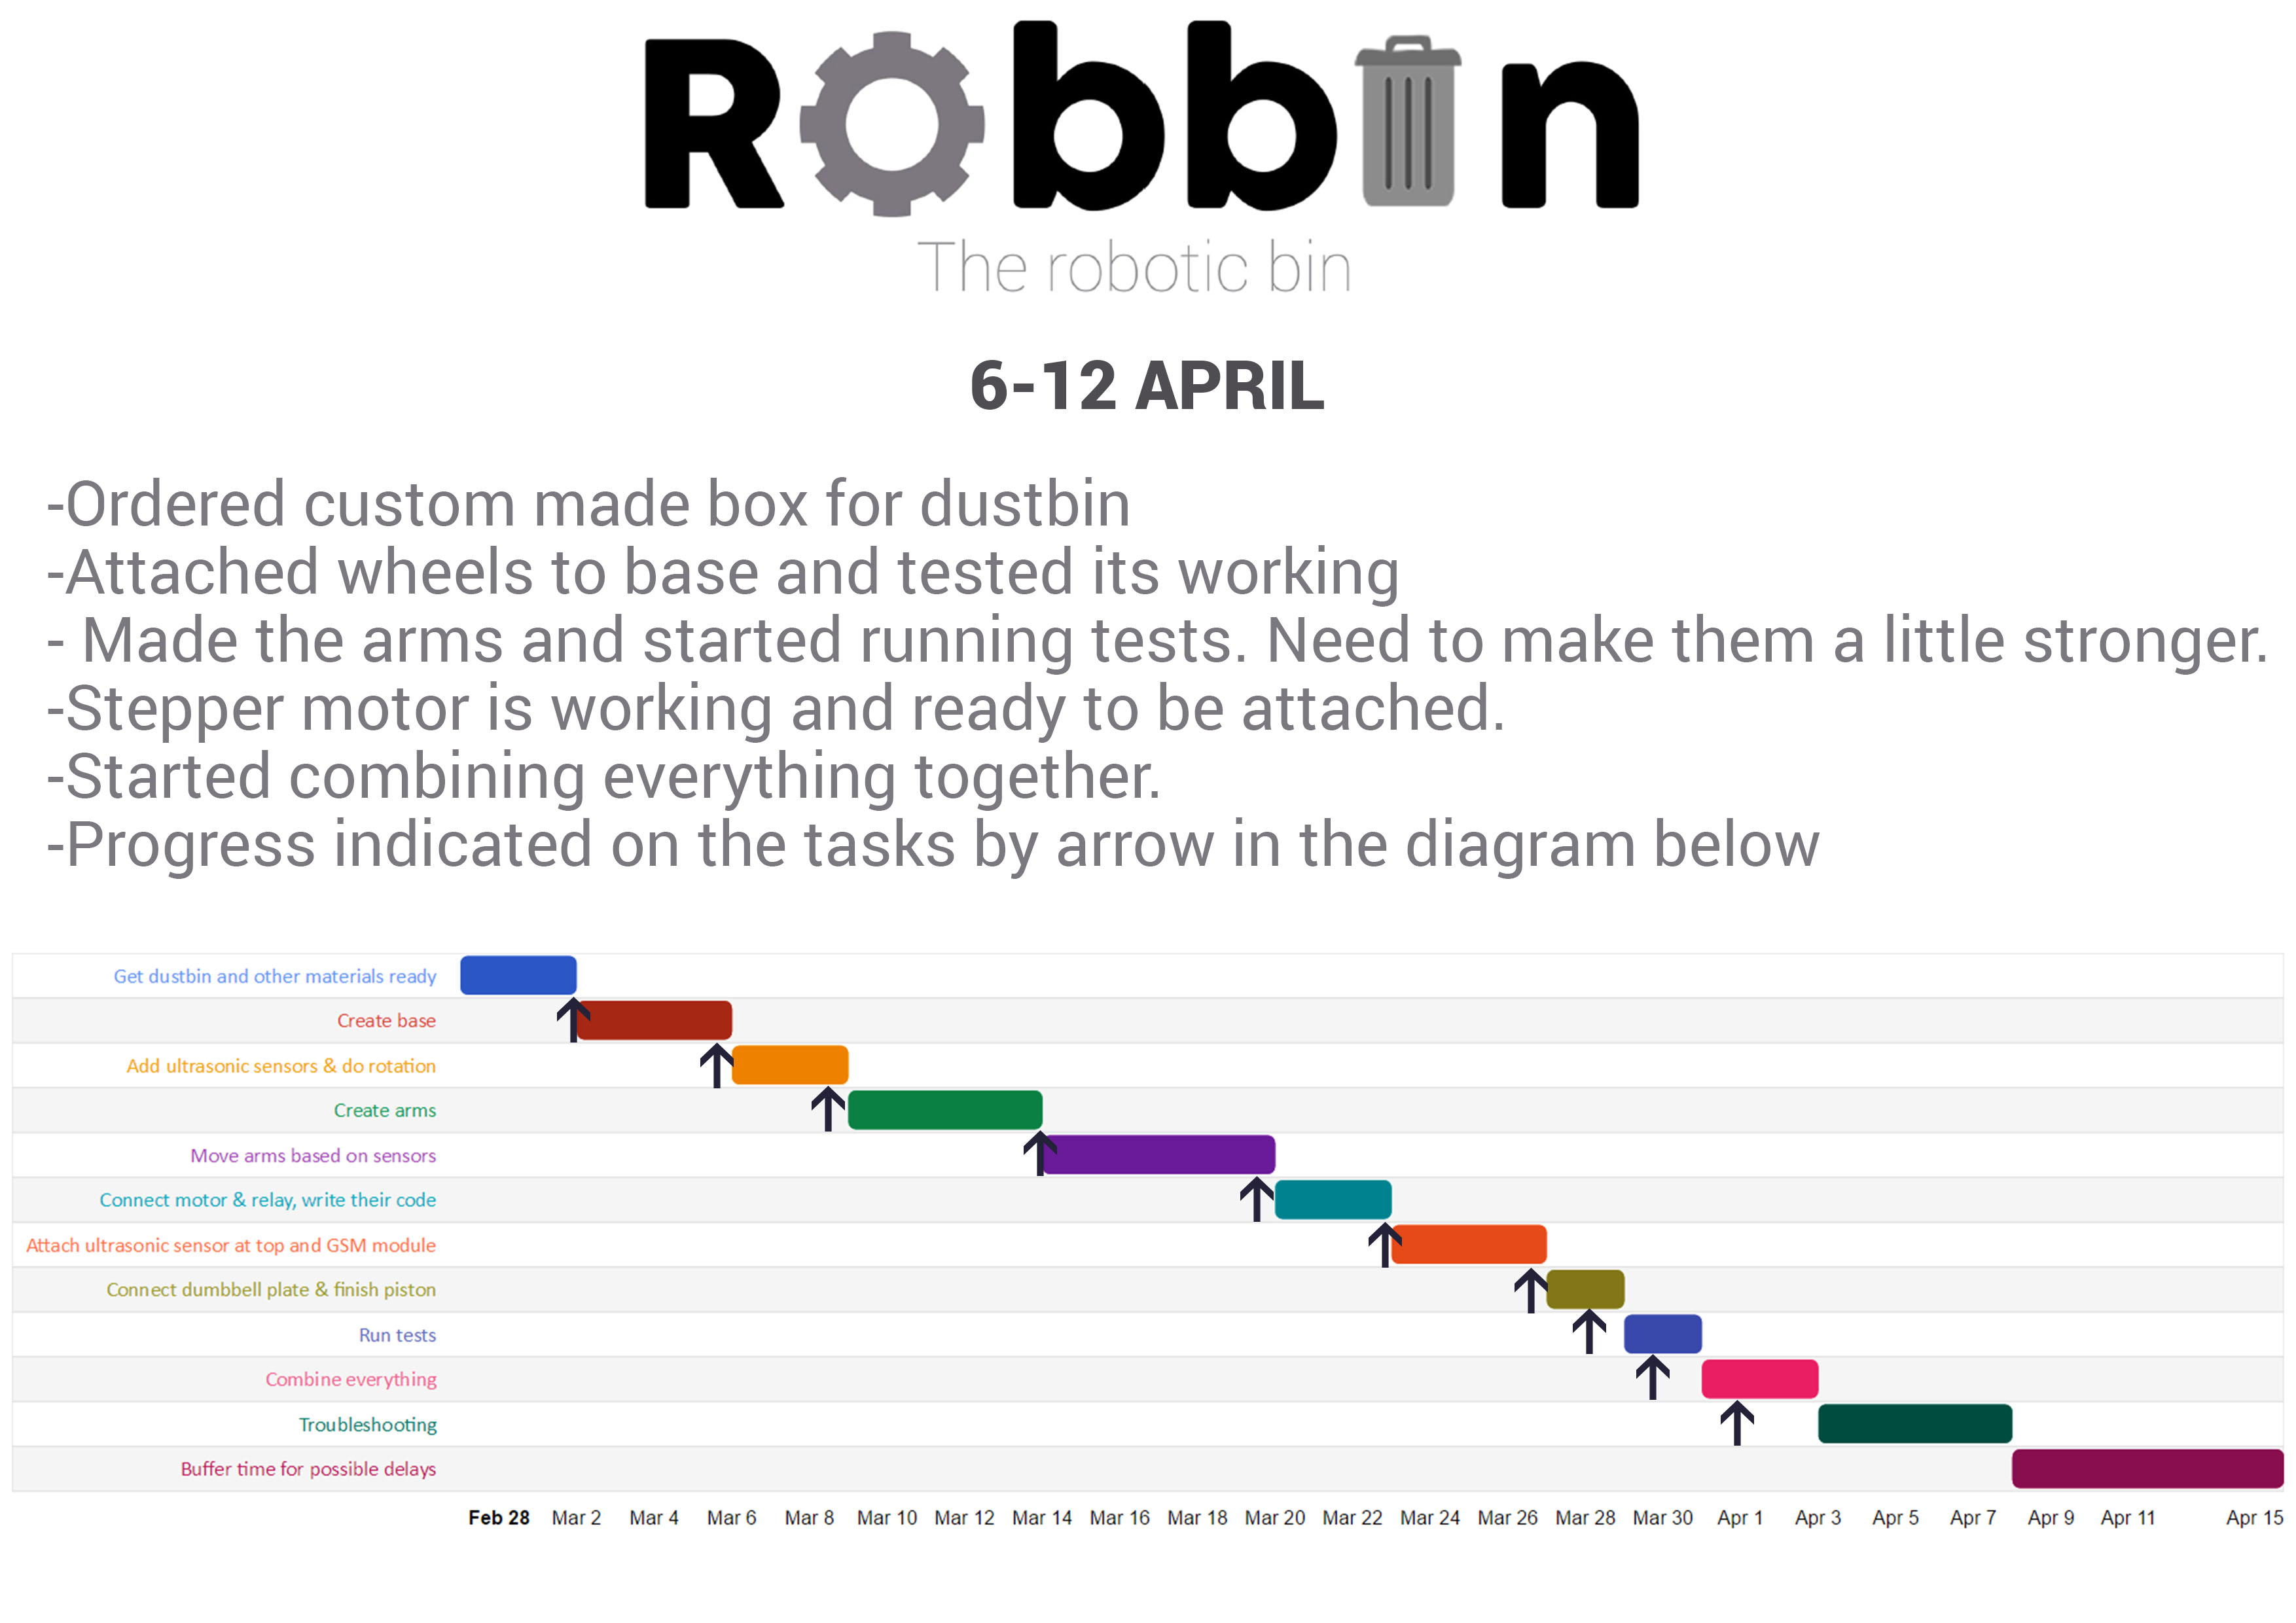 Robbin
The robotic bin
6-12 APRIL
-Ordered custom made box for dustbin
-Attached wheels to base and tested its working
- Made the arms and started running tests. Need to make them a little stronger.
-Stepper motor is working and ready to be attached.
-Started combining everything together.
-Progress indicated on the tasks by arrow in the diagram below
Get dustbin and other materials ready
Create base
Add ultrasonic sensors & do rotation
Create arms
Move arms based on sensors
Connect motor & relay, write their code
Attach ultrasonic sensor at top and GSM module
Connect dumbbell plate & finish piston
Run tests
Combine everything
Troubleshooting
Buffer time for possible delays
Feb 28 Mar 2 Mar 4 Mar 6 Mar 8 Mar 10 Mar 12 Mar 14 Mar 16 Mar 18 Mar 20 Mar 22 Mar 24 Mar 26 Mar 28 Mar 30 Apr 1 Apr 3 Apr 5 Apr 7 Apr 9 Apr 11 Apr 15